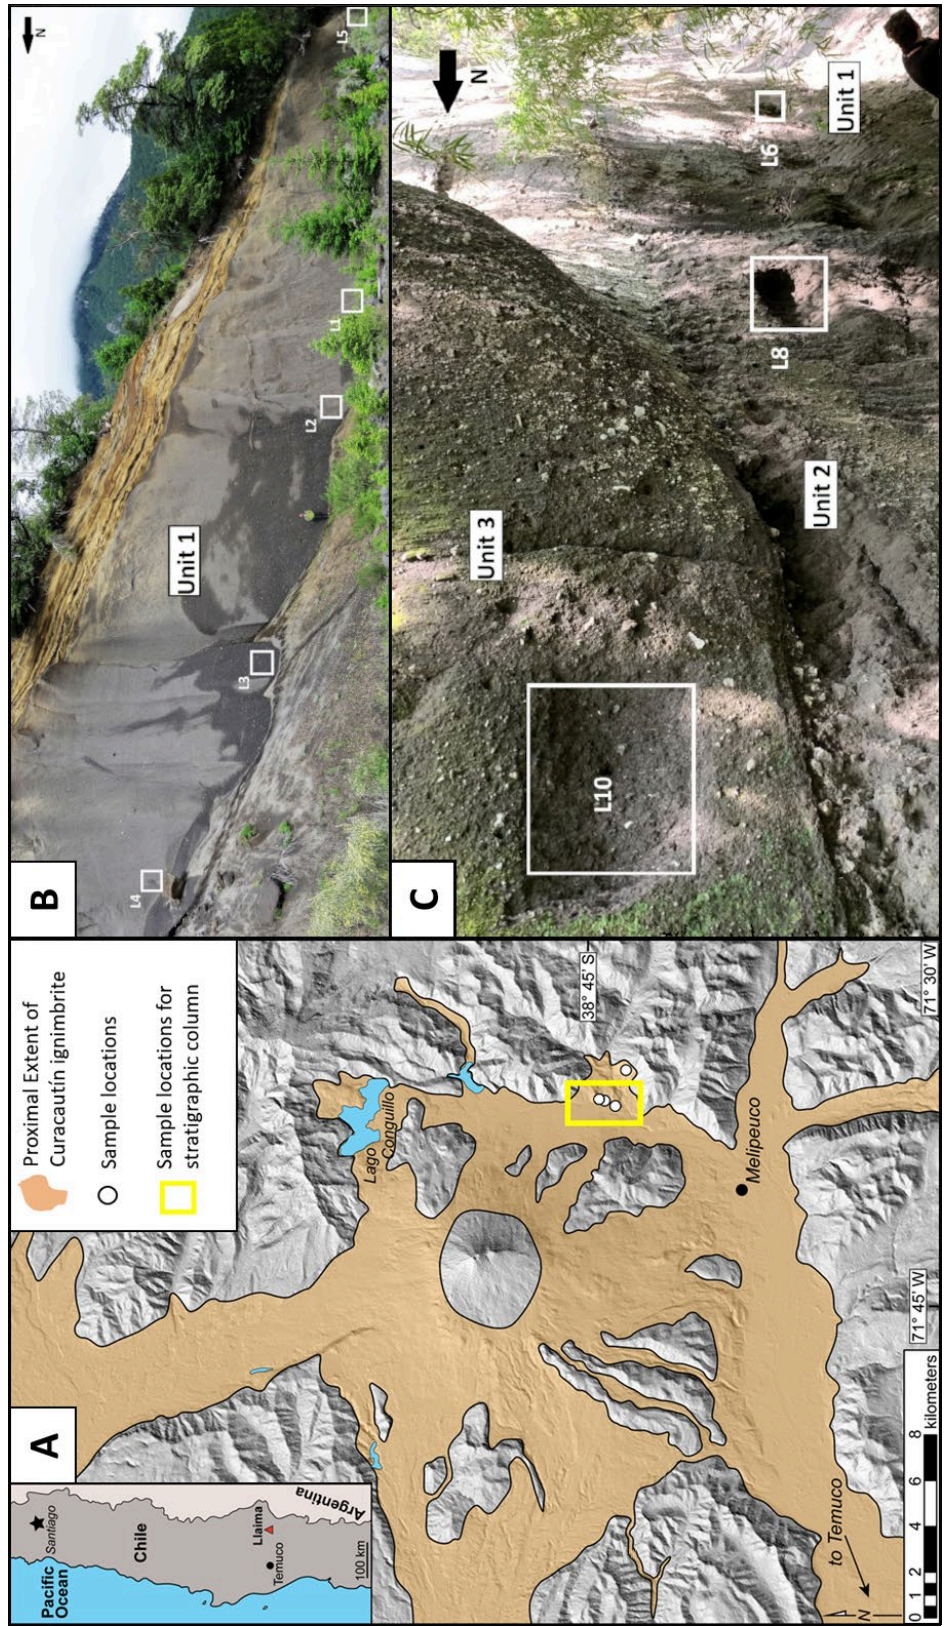 A
Pacific
Ocean
Santiago
Chile
Llaima
Temuco
Argentina
100 km
Proximal Extent of
Curacautín ignimbrite
Sample locations
Sample locations for
stratigraphic column
Lago
Conguillo
38° 45' S
Melipeuco
to Temuco
N
0 1 2 4 6 8
kilometers
71° 45' W
71° 30' W
B
N
Unit 1
L4
L3
L2
L1
L5
C
N
Unit 3
L10
Unit 2
L8
L6
Unit 1